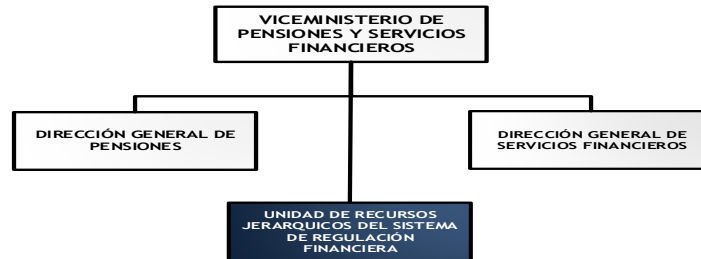 VICEMINISTERIO DE
PENSIONES Y SERVICIOS
FINANCIEROS
DIRECCIÓN GENERAL DE
PENSIONES
DIRECCIÓN GENERAL DE
SERVICIOS FINANCIEROS
UNIDAD DE RECURSOS
JERARQUICOS DEL SISTEMA
DE REGULACIÓN
FINANCIERA